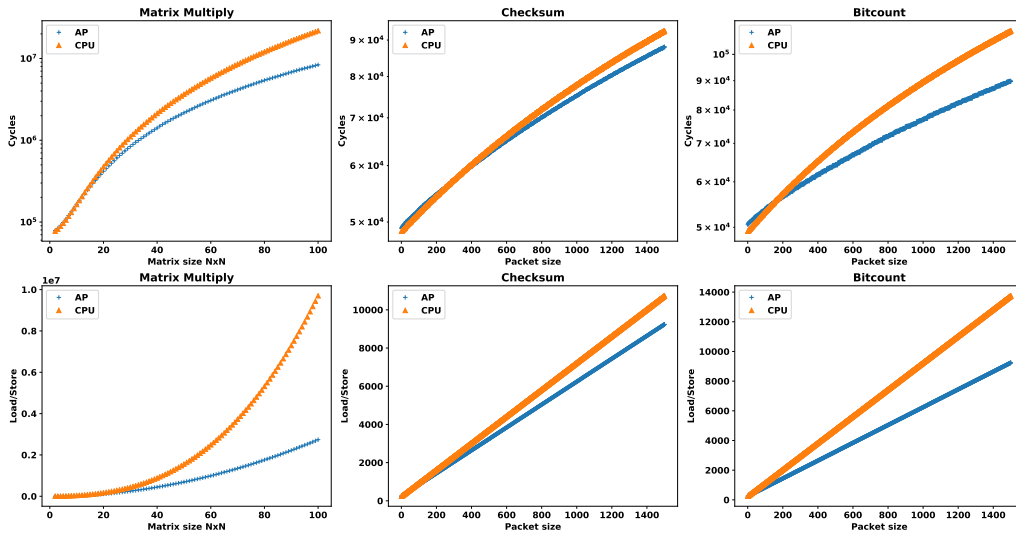 Matrix Multiply
AP
CPU
10⁷
10⁶
10⁵
Cycles
0 20 40 60 80 100
Matrix size NxN
Checksum
AP
CPU
9 × 10⁴
8 × 10⁴
7 × 10⁴
6 × 10⁴
5 × 10⁴
Cycles
0 200 400 600 800 1000 1200 1400
Packet size
Bitcount
AP
CPU
10⁵
9 × 10⁴
8 × 10⁴
7 × 10⁴
6 × 10⁴
5 × 10⁴
Cycles
0 200 400 600 800 1000 1200 1400
Packet size
1e7
Matrix Multiply
AP
CPU
1.0
0.8
0.6
0.4
0.2
0.0
Load/Store
0 20 40 60 80 100
Matrix size NxN
Checksum
AP
CPU
10000
8000
6000
4000
2000
0
Load/Store
0 200 400 600 800 1000 1200 1400
Packet size
Bitcount
AP
CPU
14000
12000
10000
8000
6000
4000
2000
0
Load/Store
0 200 400 600 800 1000 1200 1400
Packet size